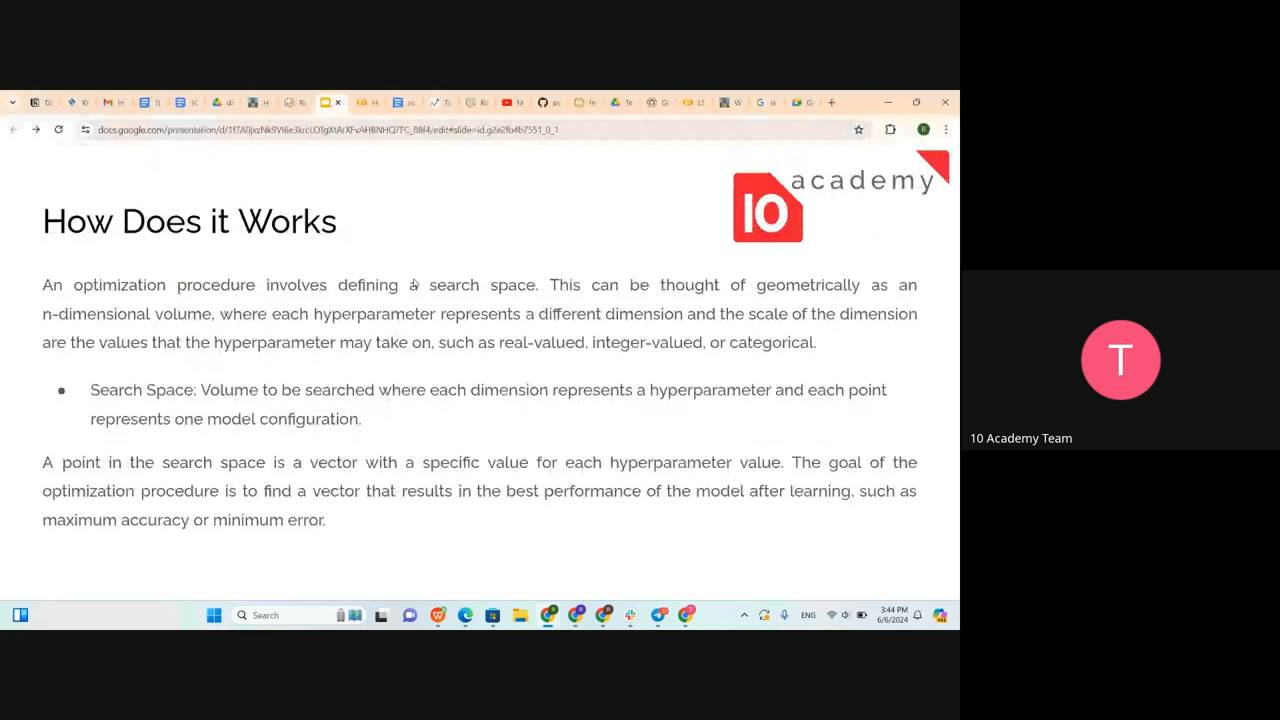 docs.google.com/presentation/d/
academy
10
How Does it Works
An optimization procedure involves defining a search space. This can be thought of geometrically as an
n-dimensional volume, where each hyperparameter represents a different dimension and the scale of the dimension
are the values that the hyperparameter may take on, such as real-valued, integer-valued, or categorical.
● Search Space: Volume to be searched where each dimension represents a hyperparameter and each point
represents one model configuration.
A point in the search space is a vector with a specific value for each hyperparameter value. The goal of the
optimization procedure is to find a vector that results in the best performance of the model after learning, such as
maximum accuracy or minimum error.
T
10 Academy Team
Search
ENG
3:44 PM
6/6/2024